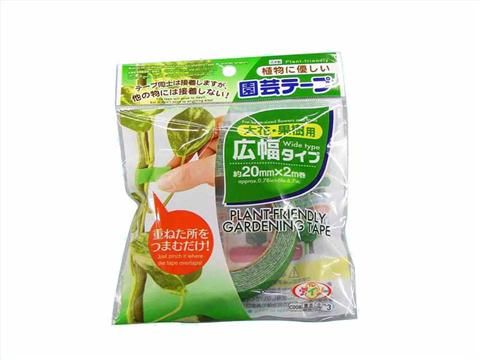 Plant-friendly
植物に優しい
園芸テープ
テープ同士は接着しますが、
他の物には接着しない!
大花・果樹用
広幅タイプ
Wide type
約20mm×2m巻
PLANT-FRIENDLY
GARDENING TAPE
重ねた所を
つまむだけ!
Just pinch it where
the tape overlaps!